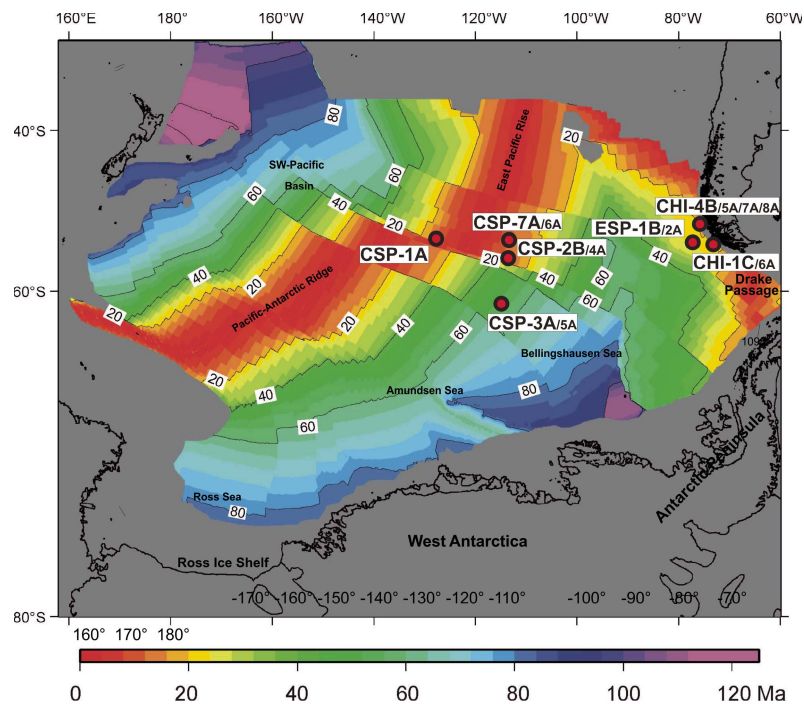 160°E 180° 160°W 140°W 120°W 100°W 80°W 60°W
40°S
60°S
80°S
80
20
SW-Pacific
Basin
60
60
40
20
East Pacific Rise
CHI-4B/5A/7A/8A
CSP-7A/6A
ESP-1B/2A
CSP-1A
CSP-2B/4A
20
40
40
CHI-1C/6A
Drake
Passage
40
20
Pacific-Antarctic Ridge
60
60
CSP-3A/5A
20
20
40
Bellingshausen Sea
20
40
Amundsen Sea
80
60
Ross Sea
80
Antarctic Peninsula
West Antarctica
Ross Ice Shelf
-170° -160° -150° -140° -130° -120° -110° -100° -90° -80° -70°
160° 170° 180°
0 20 40 60 80 100 120 Ma